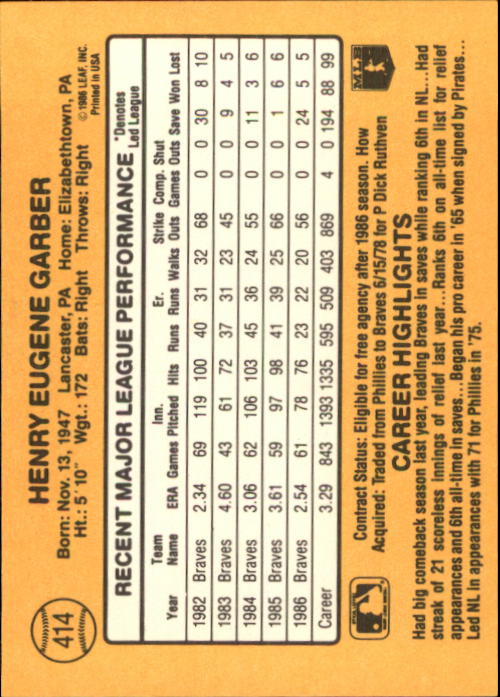 414
HENRY EUGENE GARBER
Born: Nov. 13, 1947 Lancaster, PA Home: Elizabethtown, PA
Ht.: 5' 10" Wgt.: 172 Bats: Right Throws: Right
© 1986 LEAF, INC.
Printed in USA
RECENT MAJOR LEAGUE PERFORMANCE *Denotes Led League
Year Team Name ERA Games Inn. Pitched Hits Runs Er. Runs Walks Strike Outs Comp. Games Shut Outs Save Won Lost
1982 Braves 2.34 69 119 100 40 31 32 68 0 0 30 8 10
1983 Braves 4.60 43 61 72 37 31 23 45 0 0 9 4 5
1984 Braves 3.06 62 106 103 45 36 24 55 0 0 11 3 6
1985 Braves 3.61 59 97 98 41 39 25 66 0 0 1 6 6
1986 Braves 2.54 61 78 76 23 22 20 56 0 0 24 5 5
Career 3.29 843 1393 1335 595 509 403 869 4 0 194 88 99
Contract Status: Eligible for free agency after 1986 season. How
Acquired: Traded from Phillies to Braves 6/15/78 for P Dick Ruthven
CAREER HIGHLIGHTS
Had big comeback season last year, leading Braves in saves while ranking 6th in NL...Had
streak of 21 scoreless innings of relief last year...Ranks 6th on all-time list for relief
appearances and 6th all-time in saves...Began his pro career in '65 when signed by Pirates...
Led NL in appearances with 71 for Phillies in '75.